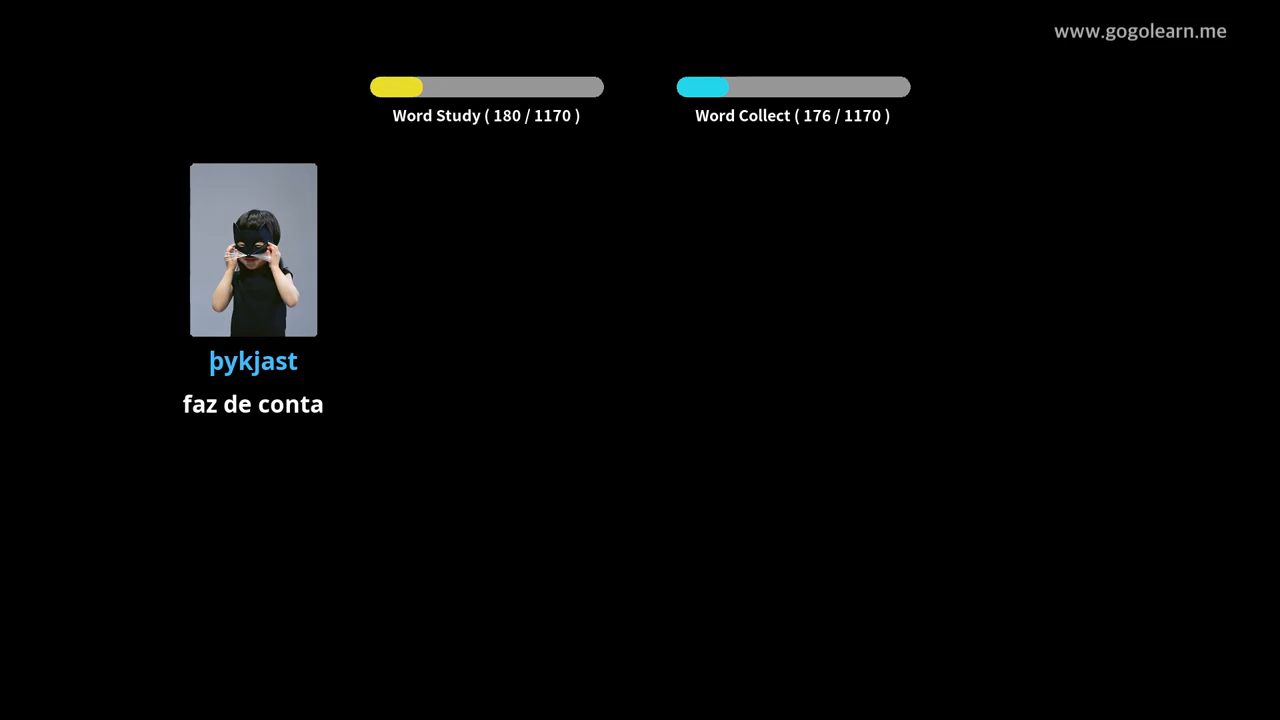 www.gogolearn.me
Word Study ( 180 / 1170 )
Word Collect ( 176 / 1170 )
þykjast
faz de conta